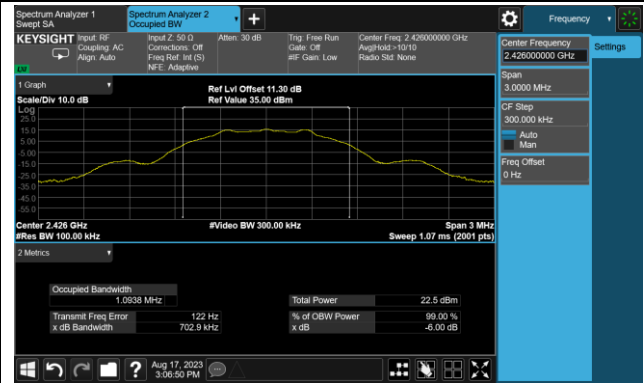 Spectrum Analyzer 1
Swept SA
Spectrum Analyzer 2
Occupied BW
Frequency
KEYSIGHT
Input: RF
Coupling: AC
Align: Auto
Input Z: 50 Ω
Corrections: Off
Freq Ref: Int (S)
NFE: Adaptive
Atten: 30 dB
Trig: Free Run
Gate: Off
#IF Gain: Low
Center Freq: 2.426000000 GHz
Avg|Hold:>10/10
Radio Std: None
Center Frequency
2.426000000 GHz
Settings
Span
3.0000 MHz
CF Step
300.000 kHz
Auto
Man
Freq Offset
0 Hz
1 Graph
Scale/Div 10.0 dB
Ref Lvl Offset 11.30 dB
Ref Value 35.00 dBm
Log
25.0
15.0
5.00
-5.00
-15.0
-25.0
-35.0
-45.0
-55.0
Center 2.426 GHz
#Res BW 100.00 kHz
#Video BW 300.00 kHz
Span 3 MHz
Sweep 1.07 ms (2001 pts)
2 Metrics
Occupied Bandwidth
1.0938 MHz
Total Power
22.5 dBm
Transmit Freq Error
122 Hz
% of OBW Power
99.00 %
x dB Bandwidth
702.9 kHz
x dB
-6.00 dB
Aug 17, 2023
3:06:50 PM